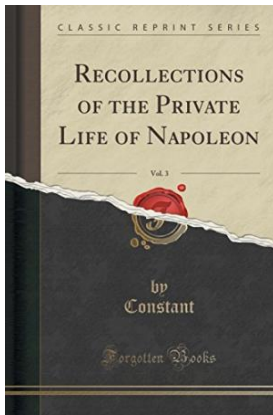 CLASSIC REPRINT SERIES
RECOLLECTIONS
OF THE PRIVATE
LIFE OF NAPOLEON
Vol. 3
by
Constant
Forgotten Books